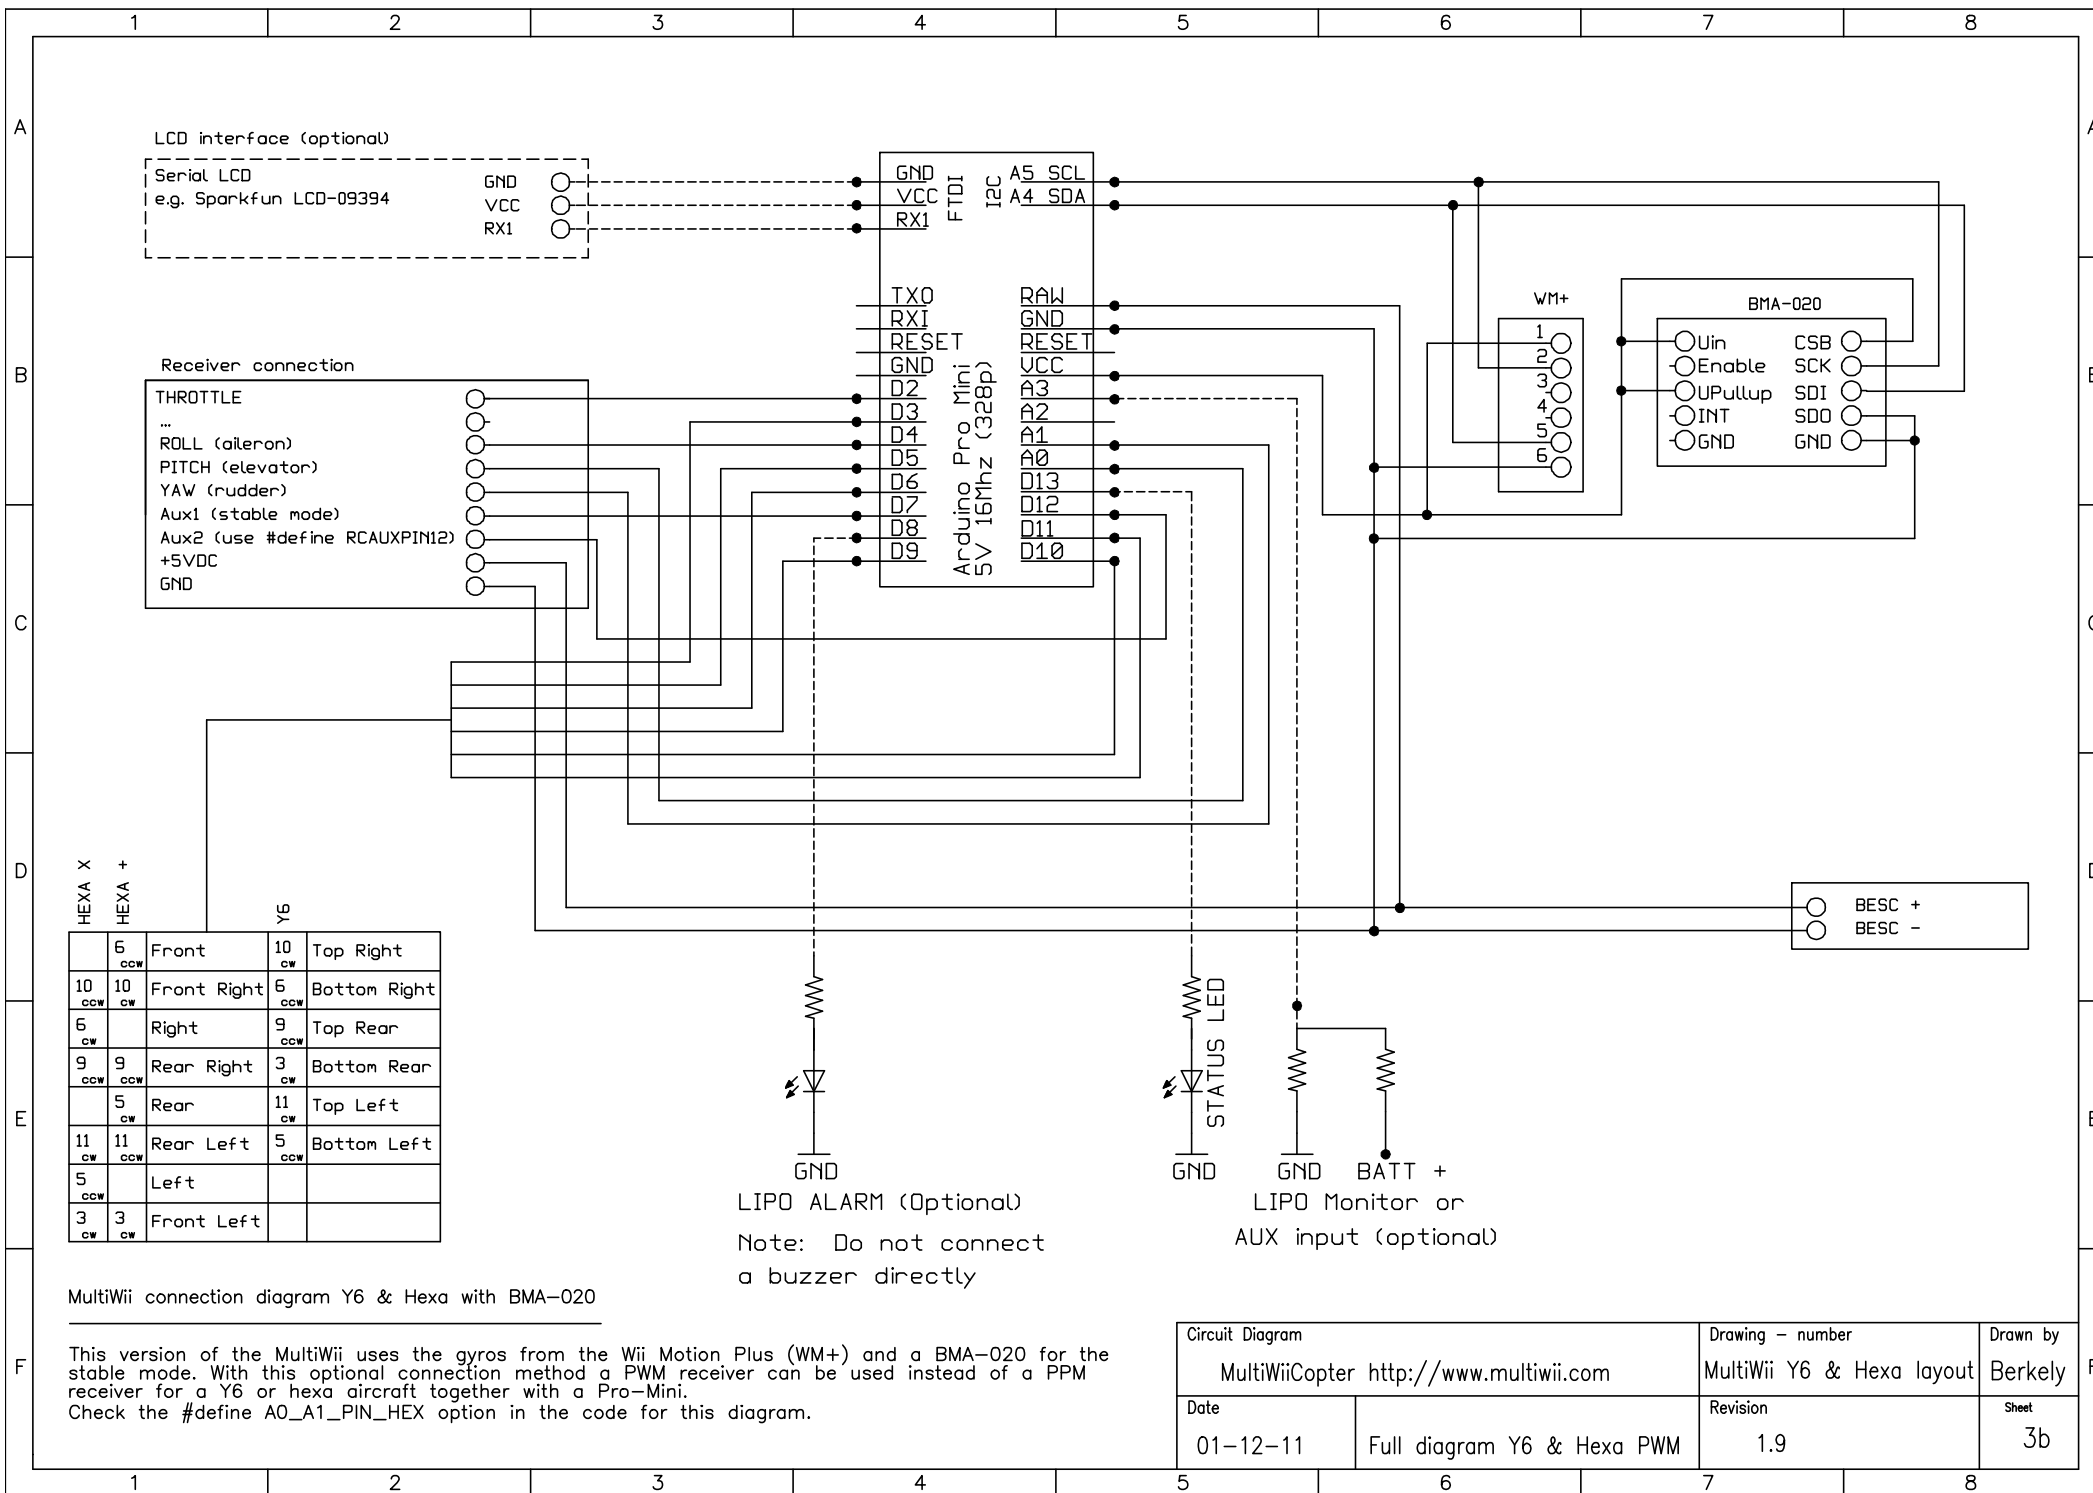 1 2 3 4 5 6 7 8
A
B
C
D
E
F
LCD interface (optional)
Serial LCD
e.g. Sparkfun LCD-09394
GND
VCC
RX1
Receiver connection
THROTTLE
...
ROLL (aileron)
PITCH (elevator)
YAW (rudder)
Aux1 (stable mode)
Aux2 (use #define RCAUXPIN12)
+5VDC
GND
GND
VCC
RX1
FTDI
I2C
A5 SCL
A4 SDA
TXO
RXI
RESET
GND
D2
D3
D4
D5
D6
D7
D8
D9
Arduino Pro Mini
5V 16Mhz (328p)
RAW
GND
RESET
VCC
A3
A2
A1
A0
D13
D12
D11
D10
WM+
1
2
3
4
5
6
BMA-020
Uin CSB
Enable SCK
UPullup SDI
INT SDO
GND GND
BESC +
BESC -
HEXA X HEXA + Y6
6 ccw Front 10 cw Top Right
10 ccw 10 cw Front Right 6 ccw Bottom Right
6 cw Right 9 ccw Top Rear
9 ccw 9 ccw Rear Right 3 cw Bottom Rear
5 cw Rear 11 cw Top Left
11 cw 11 ccw Rear Left 5 ccw Bottom Left
5 ccw Left
3 cw 3 cw Front Left
GND
LIPO ALARM (Optional)
Note: Do not connect
a buzzer directly
STATUS LED
GND
GND BATT +
LIPO Monitor or
AUX input (optional)
MultiWii connection diagram Y6 & Hexa with BMA-020
This version of the MultiWii uses the gyros from the Wii Motion Plus (WM+) and a BMA-020 for the
stable mode. With this optional connection method a PWM receiver can be used instead of a PPM
receiver for a Y6 or hexa aircraft together with a Pro-Mini.
Check the #define A0_A1_PIN_HEX option in the code for this diagram.
Circuit Diagram
MultiWiiCopter http://www.multiwii.com
Drawing - number
MultiWii Y6 & Hexa layout
Drawn by
Berkely
Date
01-12-11
Full diagram Y6 & Hexa PWM
Revision
1.9
Sheet
3b
A
B
C
D
E
F
1 2 3 4 5 6 7 8